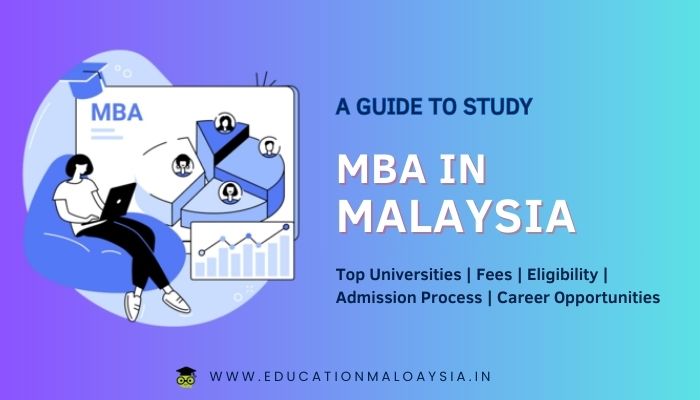 MBA
A GUIDE TO STUDY
MBA IN
MALAYSIA
Top Universities | Fees | Eligibility |
Admission Process | Career Opportunities
WWW.EDUCATIONMALOAYSIA.IN